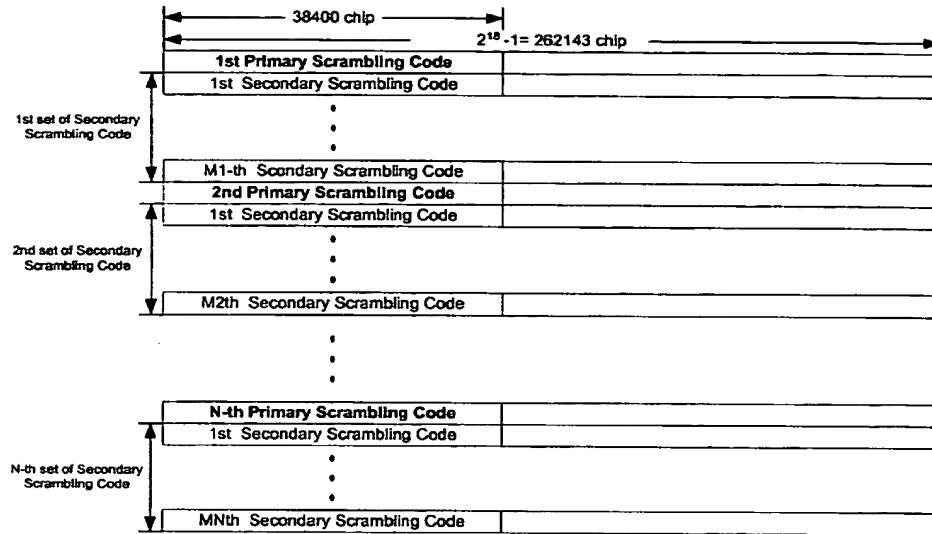 38400 chip
2^18 -1= 262143 chip
1st Primary Scrambling Code
1st Secondary Scrambling Code
1st set of Secondary
Scrambling Code
M1-th Scondary Scrambling Code
2nd Primary Scrambling Code
1st Secondary Scrambling Code
2nd set of Secondary
Scrambling Code
M2th Secondary Scrambling Code
N-th Primary Scrambling Code
1st Secondary Scrambling Code
N-th set of Secondary
Scrambling Code
MNth Secondary Scrambling Code